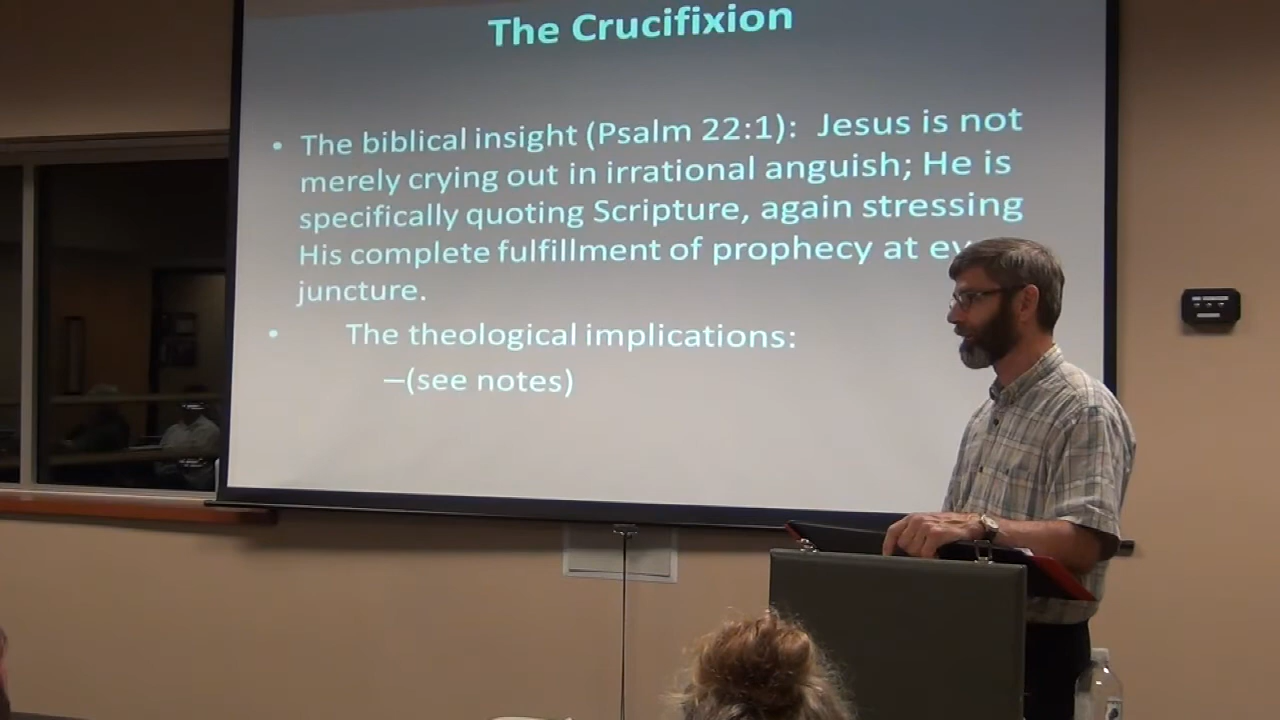 The Crucifixion
• The biblical insight (Psalm 22:1): Jesus is not
merely crying out in irrational anguish; He is
specifically quoting Scripture, again stressing
His complete fulfillment of prophecy at ev
juncture.
• The theological implications:
–(see notes)